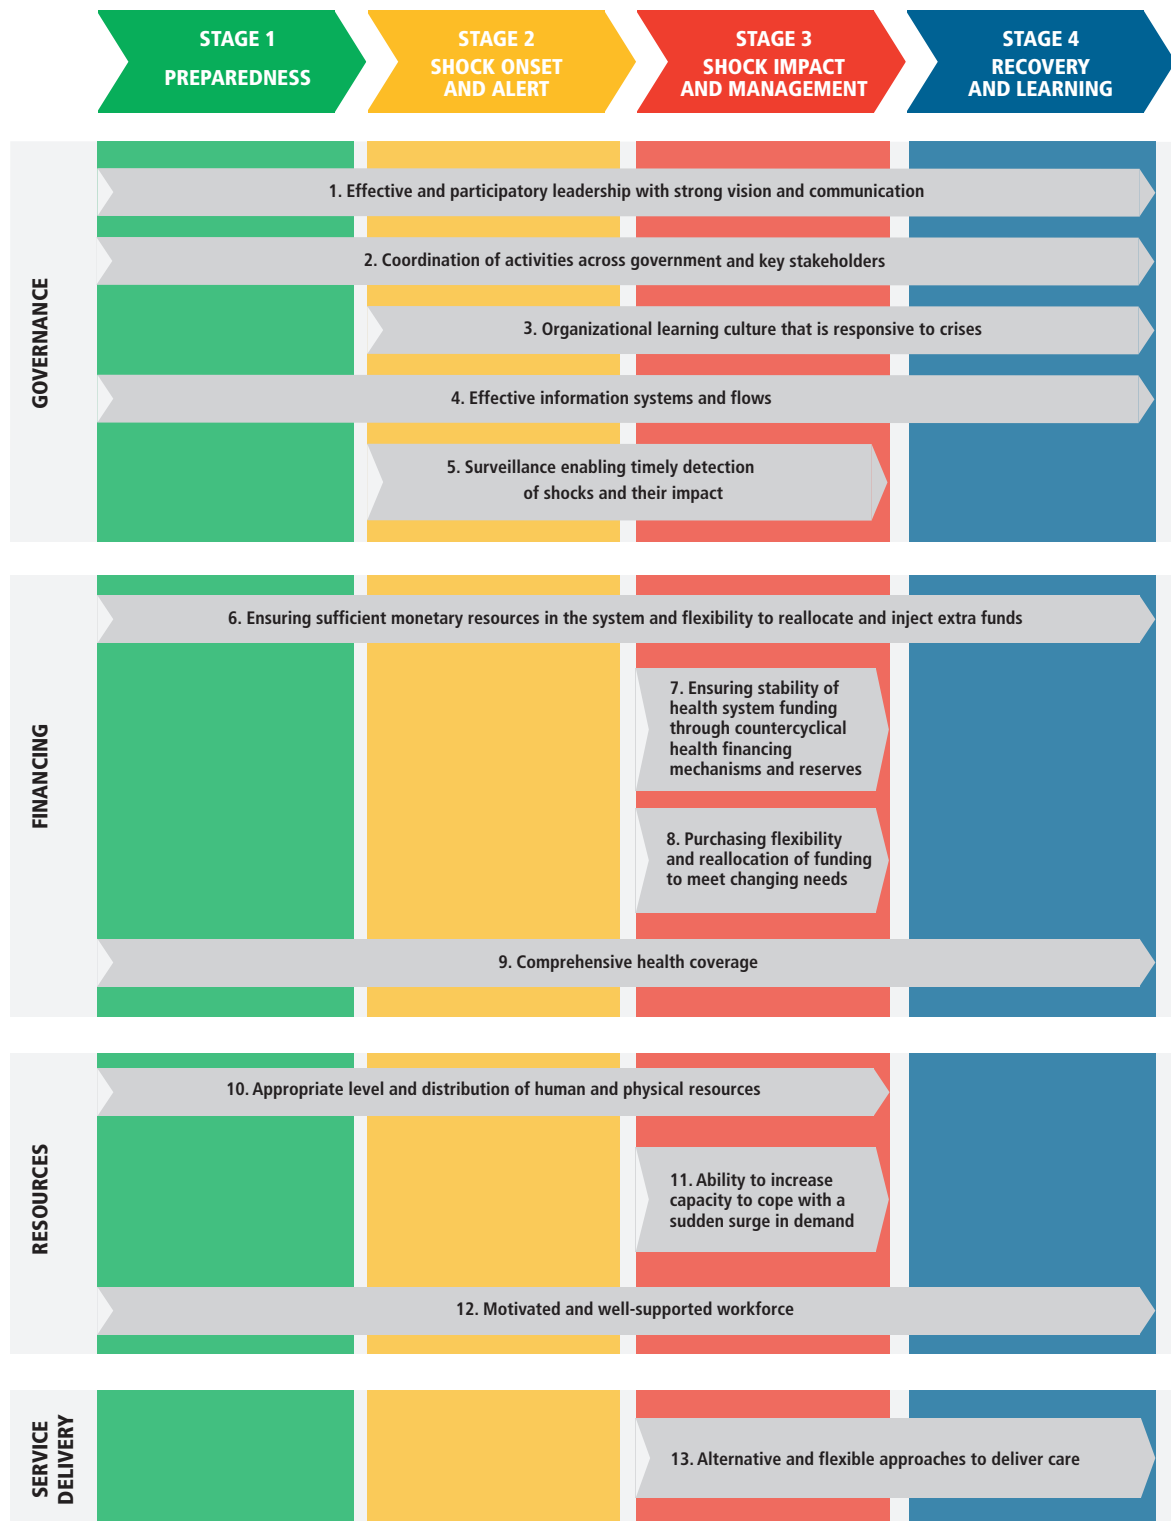 STAGE 1
PREPAREDNESS
STAGE 2
SHOCK ONSET
AND ALERT
STAGE 3
SHOCK IMPACT
AND MANAGEMENT
STAGE 4
RECOVERY
AND LEARNING
GOVERNANCE
1. Effective and participatory leadership with strong vision and communication
2. Coordination of activities across government and key stakeholders
3. Organizational learning culture that is responsive to crises
4. Effective information systems and flows
5. Surveillance enabling timely detection
of shocks and their impact
FINANCING
6. Ensuring sufficient monetary resources in the system and flexibility to reallocate and inject extra funds
7. Ensuring stability of
health system funding
through countercyclical
health financing
mechanisms and reserves
8. Purchasing flexibility
and reallocation of funding
to meet changing needs
9. Comprehensive health coverage
RESOURCES
10. Appropriate level and distribution of human and physical resources
11. Ability to increase
capacity to cope with a
sudden surge in demand
12. Motivated and well-supported workforce
SERVICE
DELIVERY
13. Alternative and flexible approaches to deliver care